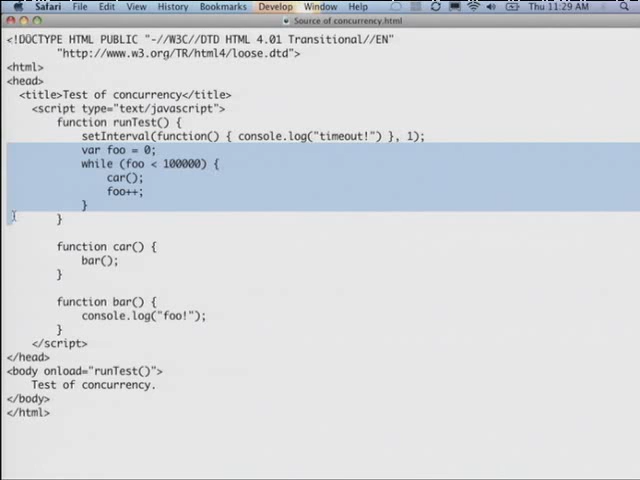 Safari File Edit View History Bookmarks Develop Window Help Thu 11:29 AM
Source of concurrency.html
<!DOCTYPE HTML PUBLIC "-//W3C//DTD HTML 4.01 Transitional//EN"
"http://www.w3.org/TR/html4/loose.dtd">
<html>
<head>
<title>Test of concurrency</title>
<script type="text/javascript">
function runTest() {
setInterval(function() { console.log("timeout!") }, 1);
var foo = 0;
while (foo < 100000) {
car();
foo++;
}
}
function car() {
bar();
}
function bar() {
console.log("foo!");
}
</script>
</head>
<body onload="runTest()">
Test of concurrency.
</body>
</html>